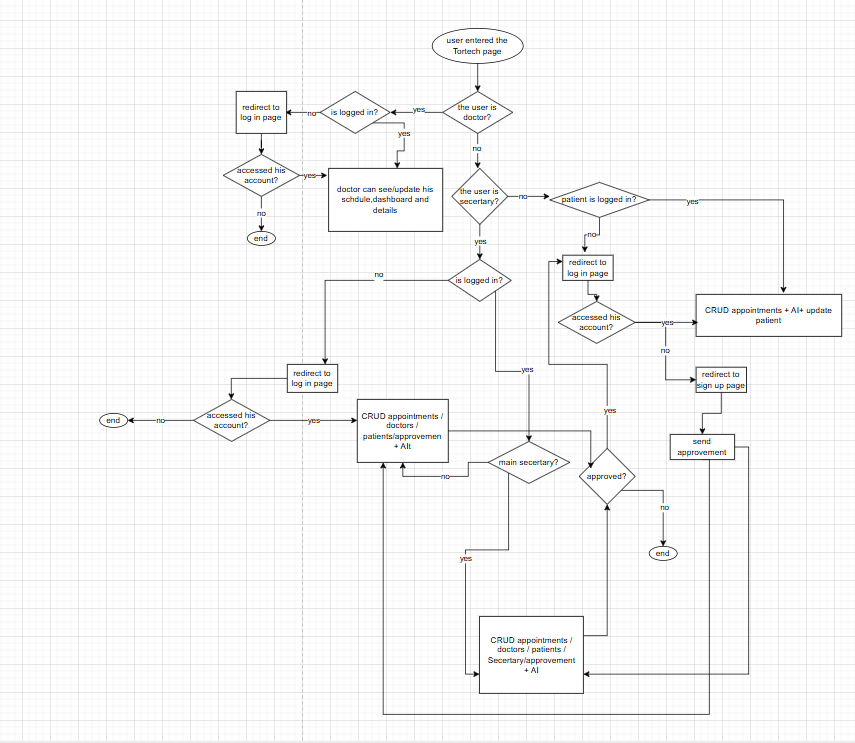 user entered the
Tortech page
redirect to
log in page
no
is logged in?
yes
the user is
doctor?
yes
no
accessed his
account?
yes
doctor can see/update his
schdule,dashboard and
details
the user is
secertary?
no
patient is logged in?
yes
no
end
no
yes
redirect to
log in page
no
is logged in?
CRUD appointments + AI+ update
patient
accessed his
account?
yes
no
redirect to
log in page
yes
redirect to
sign up page
end
no
accessed his
account?
yes
CRUD appointments /
doctors /
patients/approvemen
+ AIt
yes
send
approvement
main secertary?
no
approved?
no
yes
end
CRUD appointments /
doctors / patients /
Secertary/approvement
+ AI